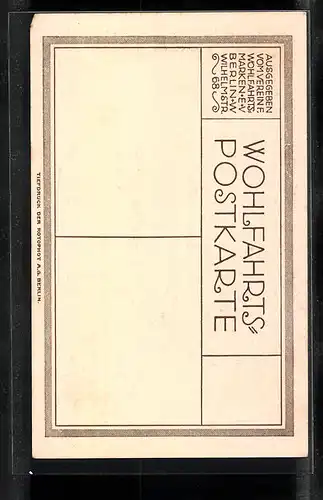 AUSGEGEBEN
VOM VEREIN F.
WOHLFAHRTS
MARKEN E.V.
BERLIN W
WILHELMSTR.
68
WOHLFAHRTS=
POSTKARTE
TIEFDRUCK DER ROTOPHOT A.G. BERLIN.